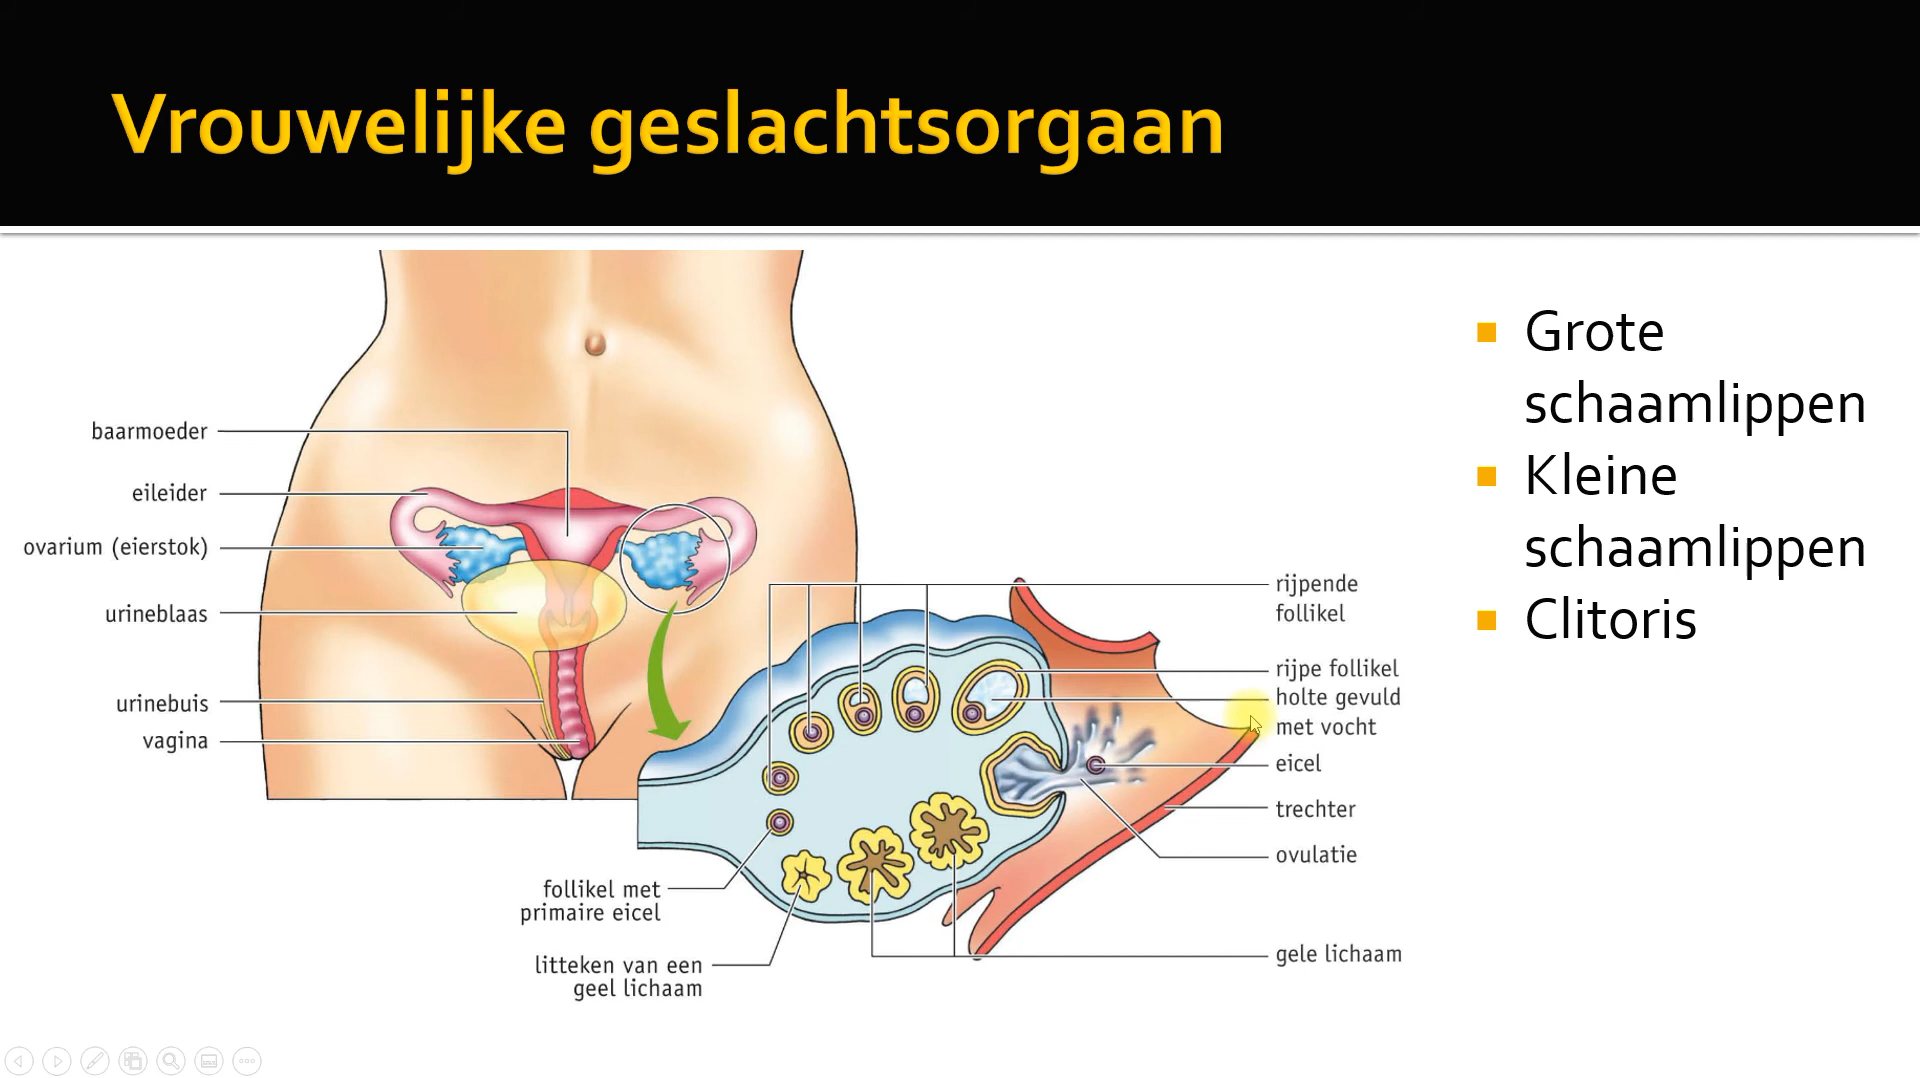 Vrouwelijke geslachtsorgaan
baarmoeder
eileider
ovarium (eierstok)
urineblaas
urinebuis
vagina
rijpende
follikel
rijpe follikel
holte gevuld
met vocht
eicel
trechter
ovulatie
gele lichaam
follikel met
primaire eicel
litteken van een
geel lichaam
Grote
schaamlippen
Kleine
schaamlippen
Clitoris